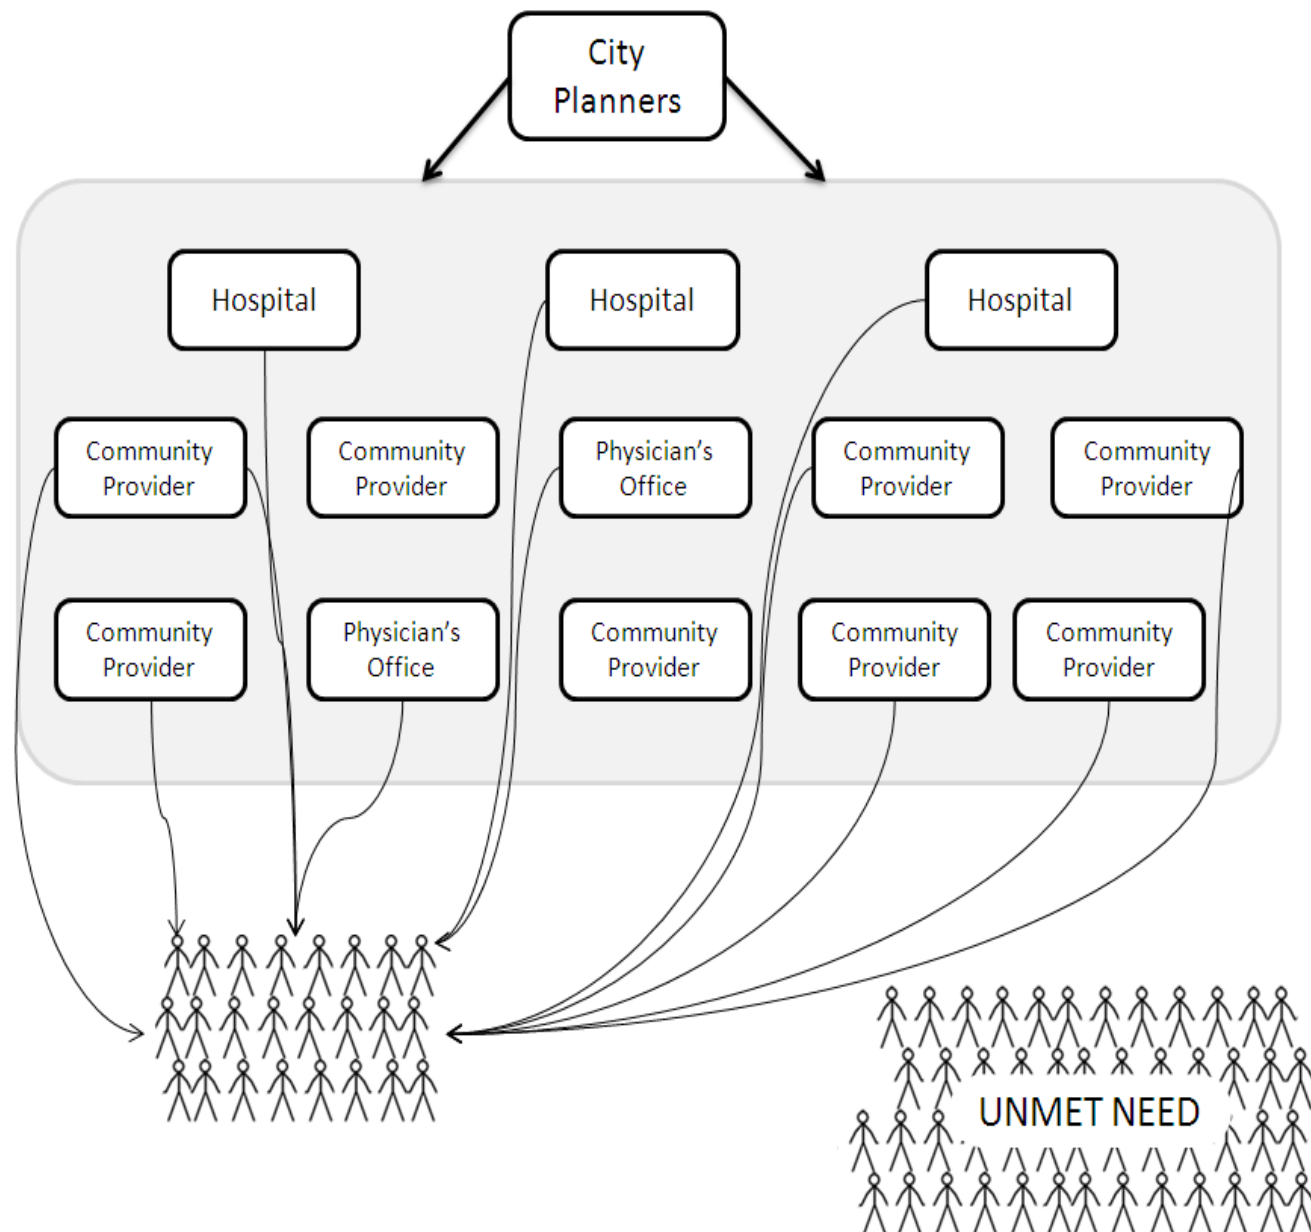 City
Planners
Hospital
Hospital
Hospital
Community
Provider
Community
Provider
Physician's
Office
Community
Provider
Community
Provider
Community
Provider
Physician's
Office
Community
Provider
Community
Provider
Community
Provider
UNMET NEED